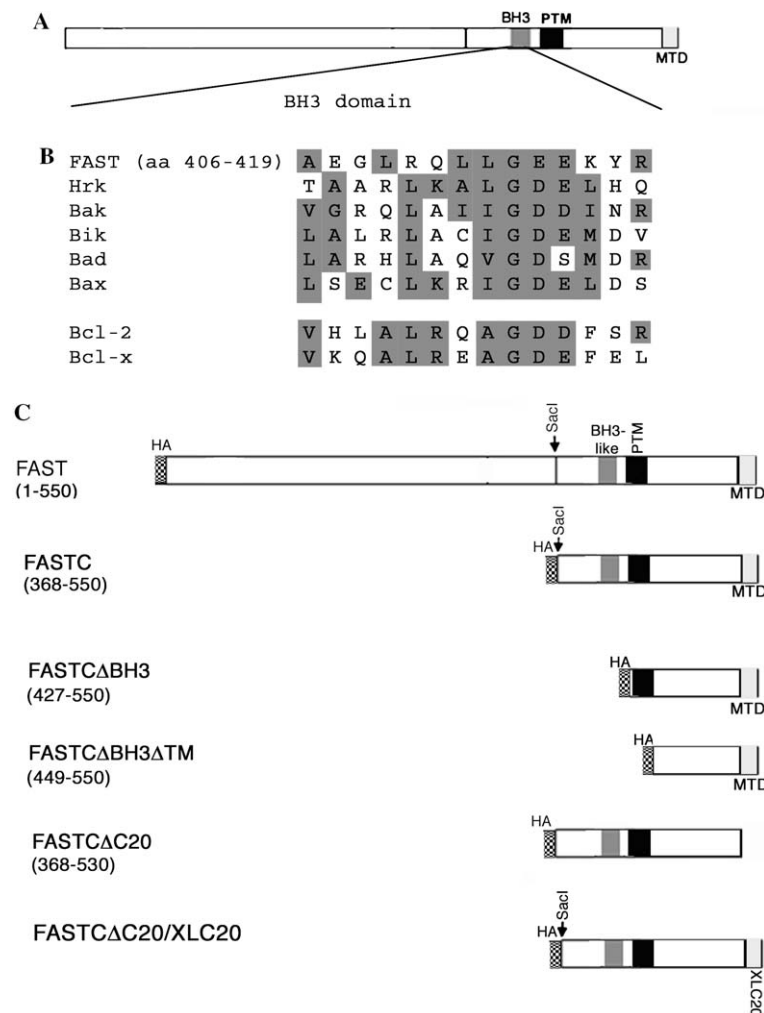 A
BH3 PTM
MTD
BH3 domain
B
FAST (aa 406-419) A E G L R Q L L G E E K Y R
Hrk T A A R L K A L G D E L H Q
Bak V G R Q L A I I G D D I N R
Bik L A L R L A C I G D E M D V
Bad L A R H L A Q V G D S M D R
Bax L S E C L K R I G D E L D S
Bcl-2 V H L A L R Q A G D D F S R
Bcl-x V K Q A L R E A G D E F E L
C
SacI
BH3-
like
PTM
HA
FAST
(1-550)
MTD
SacI
HA
FASTC
(368-550)
MTD
HA
FASTCΔBH3
(427-550)
MTD
HA
FASTCΔBH3ΔTM
(449-550)
MTD
HA
FASTCΔC20
(368-530)
SacI
HA
FASTCΔC20/XLC20
XLC20